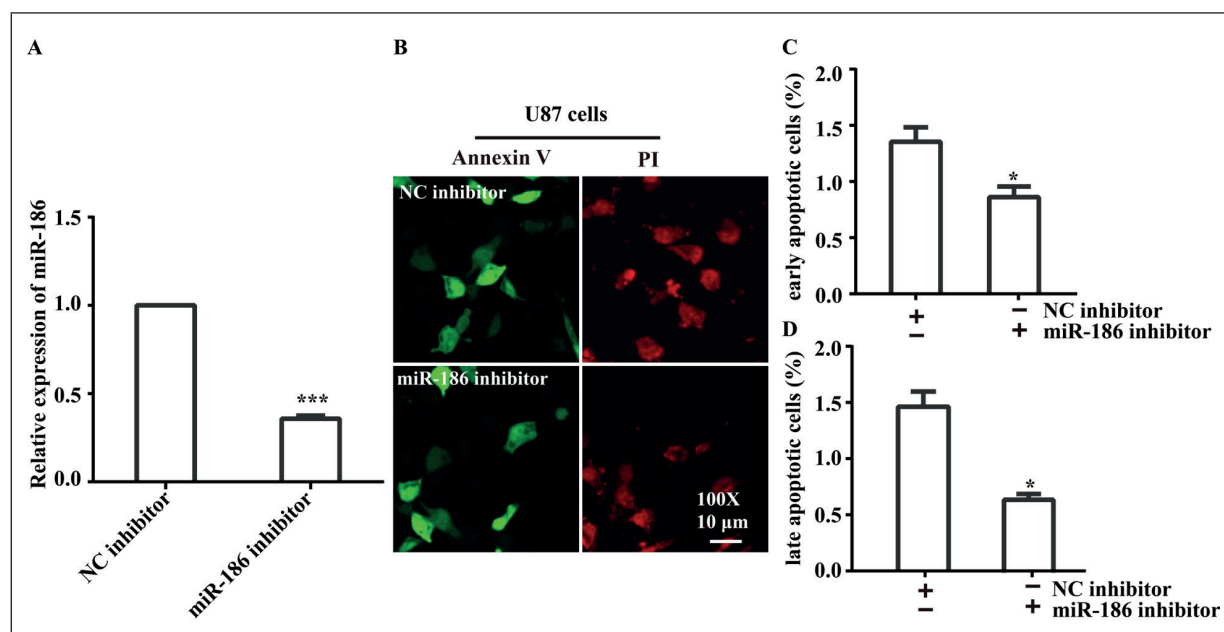 A
Relative expression of miR-186
1.5
1.0
0.5
0.0
***
NC inhibitor
miR-186 inhibitor
B
U87 cells
Annexin V PI
NC inhibitor
miR-186 inhibitor
100X
10 μm
C
early apoptotic cells (%)
2.0
1.5
1.0
0.5
0.0
*
+ − NC inhibitor
− + miR-186 inhibitor
D
late apoptotic cells (%)
2.0
1.5
1.0
0.5
0.0
*
+ − NC inhibitor
− + miR-186 inhibitor